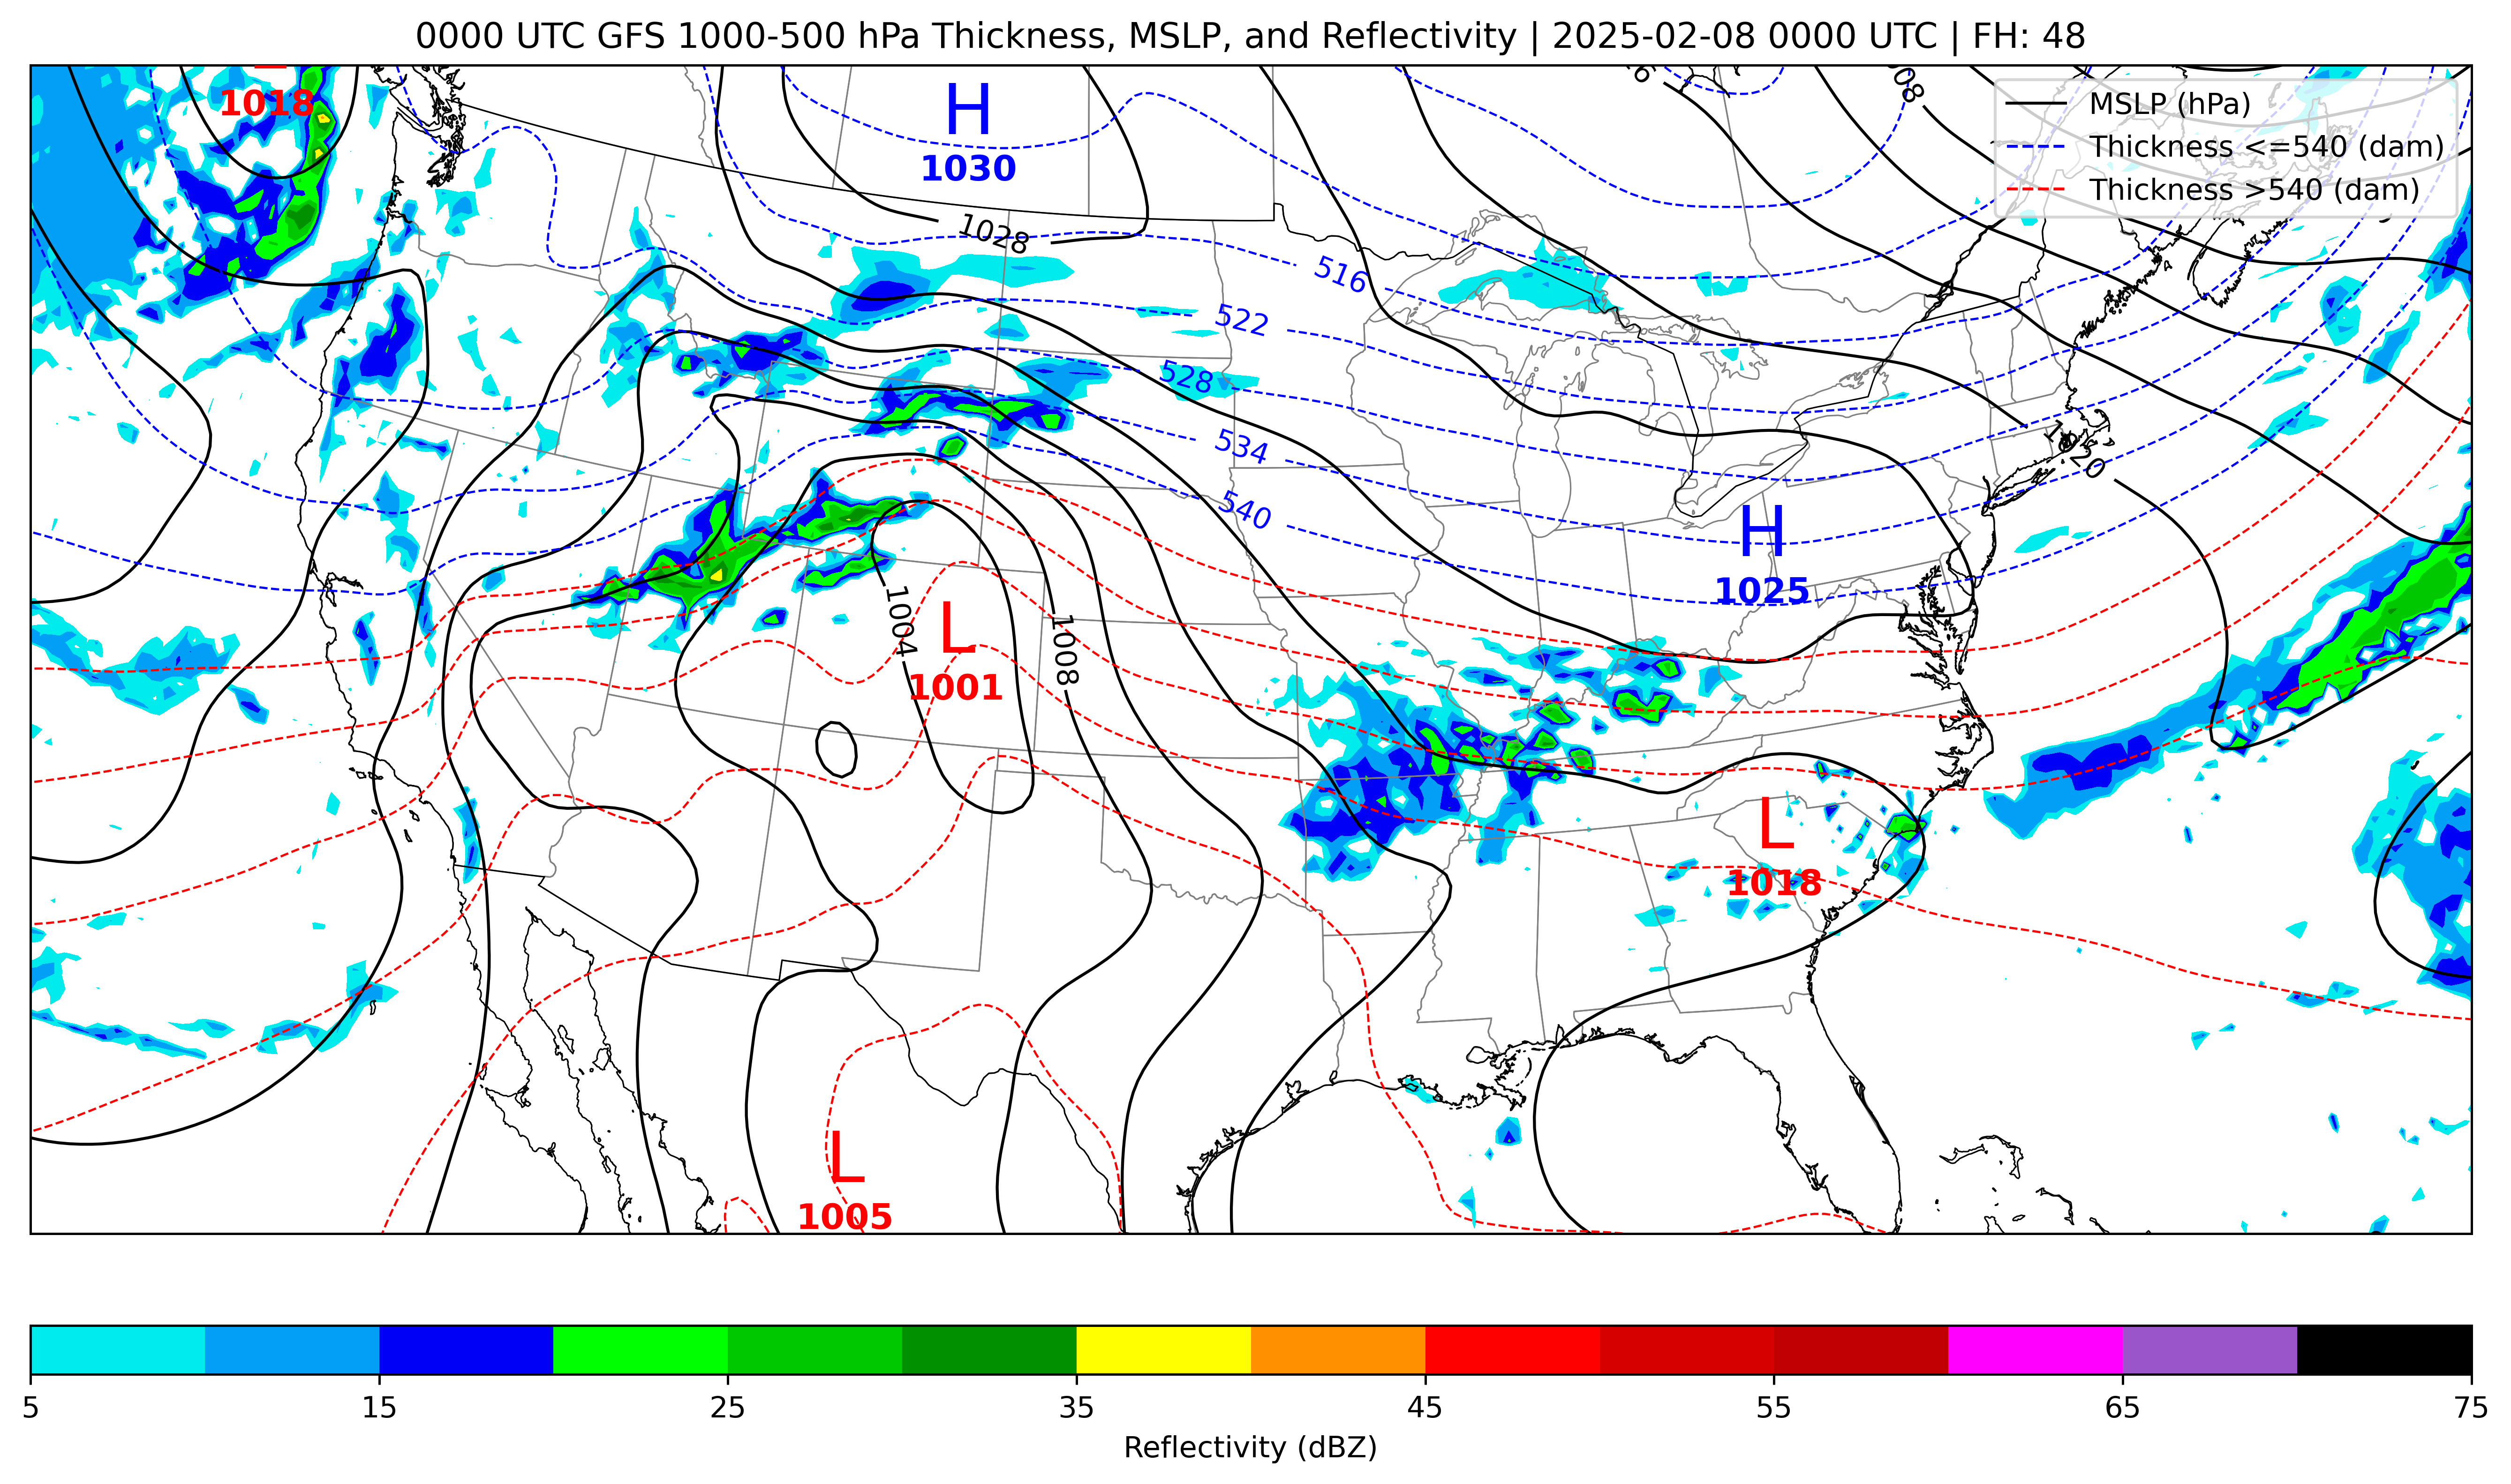 0000 UTC GFS 1000-500 hPa Thickness, MSLP, and Reflectivity | 2025-02-08 0000 UTC | FH: 48
1018
H
1030
MSLP (hPa)
Thickness <=540 (dam)
Thickness >540 (dam)
1028
516
522
528
534
540
1020
H
1025
1004
L
1001
1008
L
1018
L
1005
5
15
25
35
45
55
65
75
Reflectivity (dBZ)